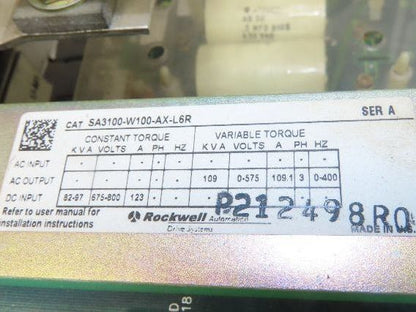 CAT SA3100-W100-AX-L6R SER A
CONSTANT TORQUE VARIABLE TORQUE
KVA VOLTS A PH HZ KVA VOLTS A PH HZ
AC INPUT - - - - - - - - - -
AC OUTPUT - - - - - 109 0-575 109.1 3 0-400
DC INPUT 82-97 675-800 123 - - - -
Refer to user manual for
installation instructions
Rockwell Automation
Drive Systems
P212498R0
MADE IN U.S.
18